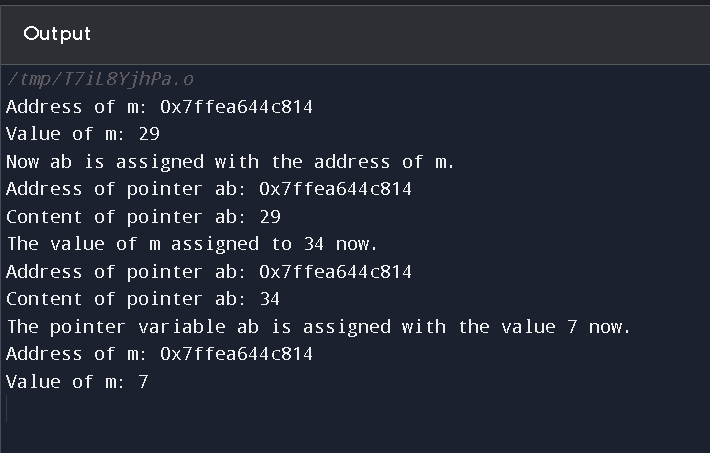 Output
/tmp/T7iL8YjhPa.o
Address of m: 0x7ffea644c814
Value of m: 29
Now ab is assigned with the address of m.
Address of pointer ab: 0x7ffea644c814
Content of pointer ab: 29
The value of m assigned to 34 now.
Address of pointer ab: 0x7ffea644c814
Content of pointer ab: 34
The pointer variable ab is assigned with the value 7 now.
Address of m: 0x7ffea644c814
Value of m: 7